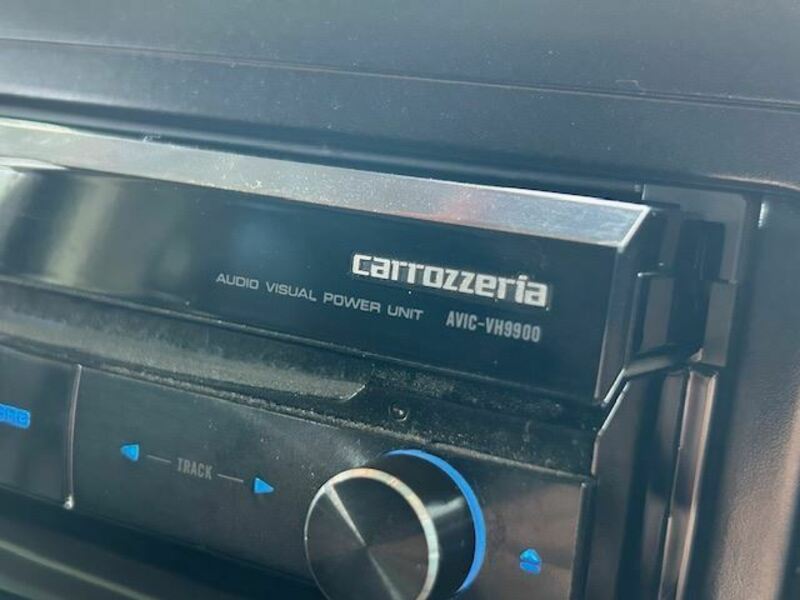 carrozzeria
AUDIO VISUAL POWER UNIT
AVIC-VH9900
TRACK